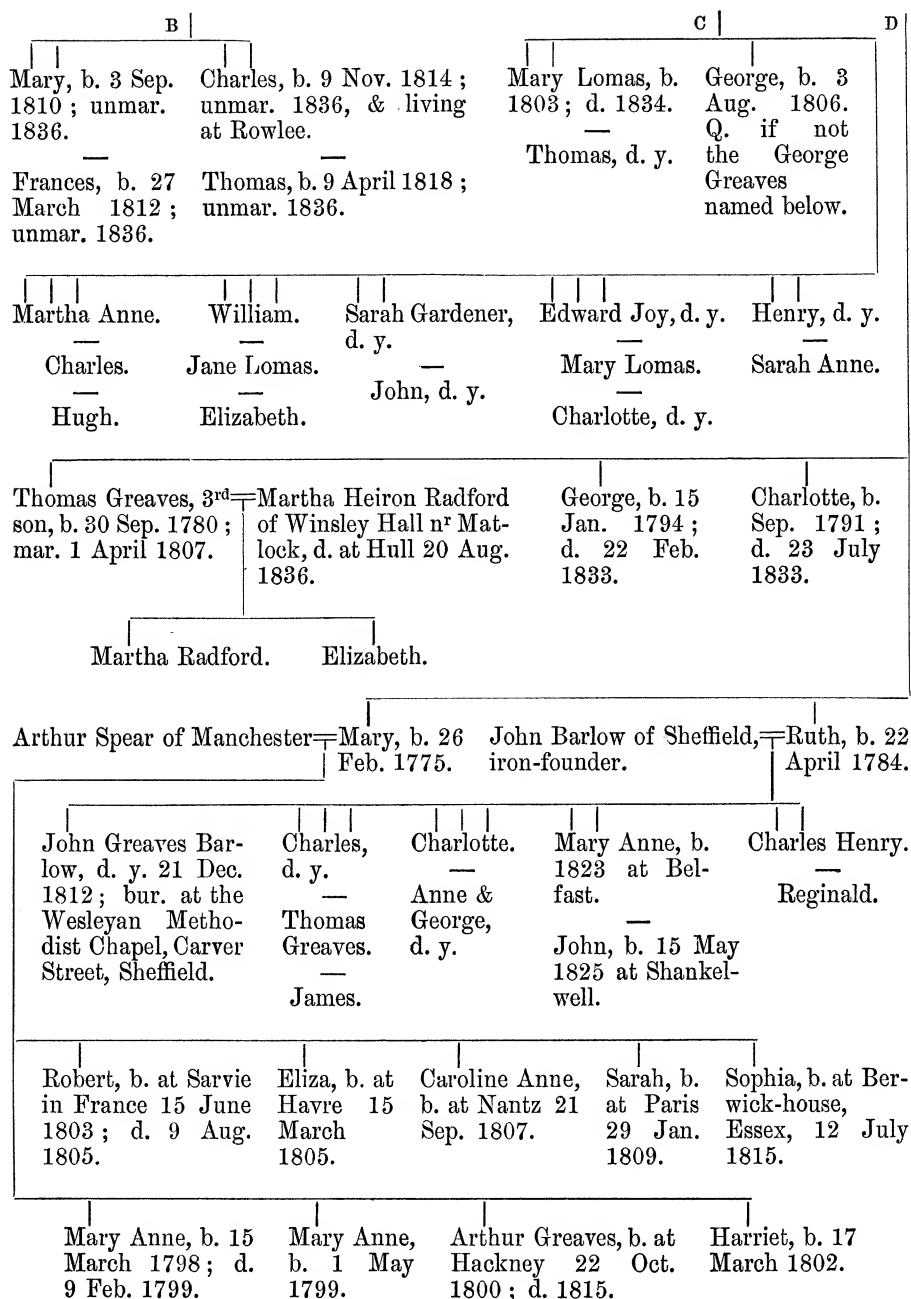 B
C
D
Mary, b. 3 Sep.
1810 ; unmar.
1836.
—
Frances, b. 27
March 1812 ;
unmar. 1836.
Charles, b. 9 Nov. 1814 ;
unmar. 1836, & living
at Rowlee.
—
Thomas, b. 9 April 1818 ;
unmar. 1836.
Mary Lomas, b.
1803 ; d. 1834.
—
Thomas, d. y.
George, b. 3
Aug. 1806.
Q. if not
the George
Greaves
named below.
Martha Anne.
—
Charles.
—
Hugh.
William.
—
Jane Lomas.
—
Elizabeth.
Sarah Gardener,
d. y.
—
John, d. y.
Edward Joy, d. y.
—
Mary Lomas.
—
Charlotte, d. y.
Henry, d. y.
—
Sarah Anne.
Thomas Greaves, 3rd
son, b. 30 Sep. 1780 ;
mar. 1 April 1807.
Martha Heiron Radford
of Winsley Hall nr Mat-
lock, d. at Hull 20 Aug.
1836.
George, b. 15
Jan. 1794 ;
d. 22 Feb.
1833.
Charlotte, b.
Sep. 1791 ;
d. 23 July
1833.
Martha Radford.
Elizabeth.
Arthur Spear of Manchester
Mary, b. 26
Feb. 1775.
John Barlow of Sheffield,
iron-founder.
Ruth, b. 22
April 1784.
John Greaves Bar-
low, d. y. 21 Dec.
1812 ; bur. at the
Wesleyan Metho-
dist Chapel, Carver
Street, Sheffield.
Charles,
d. y.
—
Thomas
Greaves.
—
James.
Charlotte.
—
Anne &
George,
d. y.
Mary Anne, b.
1823 at Bel-
fast.
—
John, b. 15 May
1825 at Shankel-
well.
Charles Henry.
—
Reginald.
Robert, b. at Sarvie
in France 15 June
1803 ; d. 9 Aug.
1805.
Eliza, b. at
Havre 15
March
1805.
Caroline Anne,
b. at Nantz 21
Sep. 1807.
Sarah, b.
at Paris
29 Jan.
1809.
Sophia, b. at Ber-
wick-house,
Essex, 12 July
1815.
Mary Anne, b. 15
March 1798 ; d.
9 Feb. 1799.
Mary Anne,
b. 1 May
1799.
Arthur Greaves, b. at
Hackney 22 Oct.
1800 ; d. 1815.
Harriet, b. 17
March 1802.